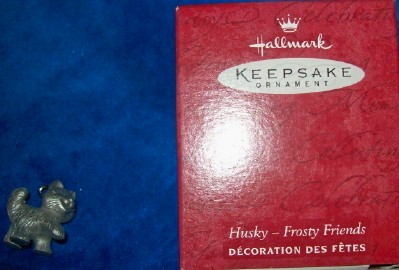 Hallmark
KEEPSAKE
ORNAMENT
Husky – Frosty Friends
DÉCORATION DES FÊTES